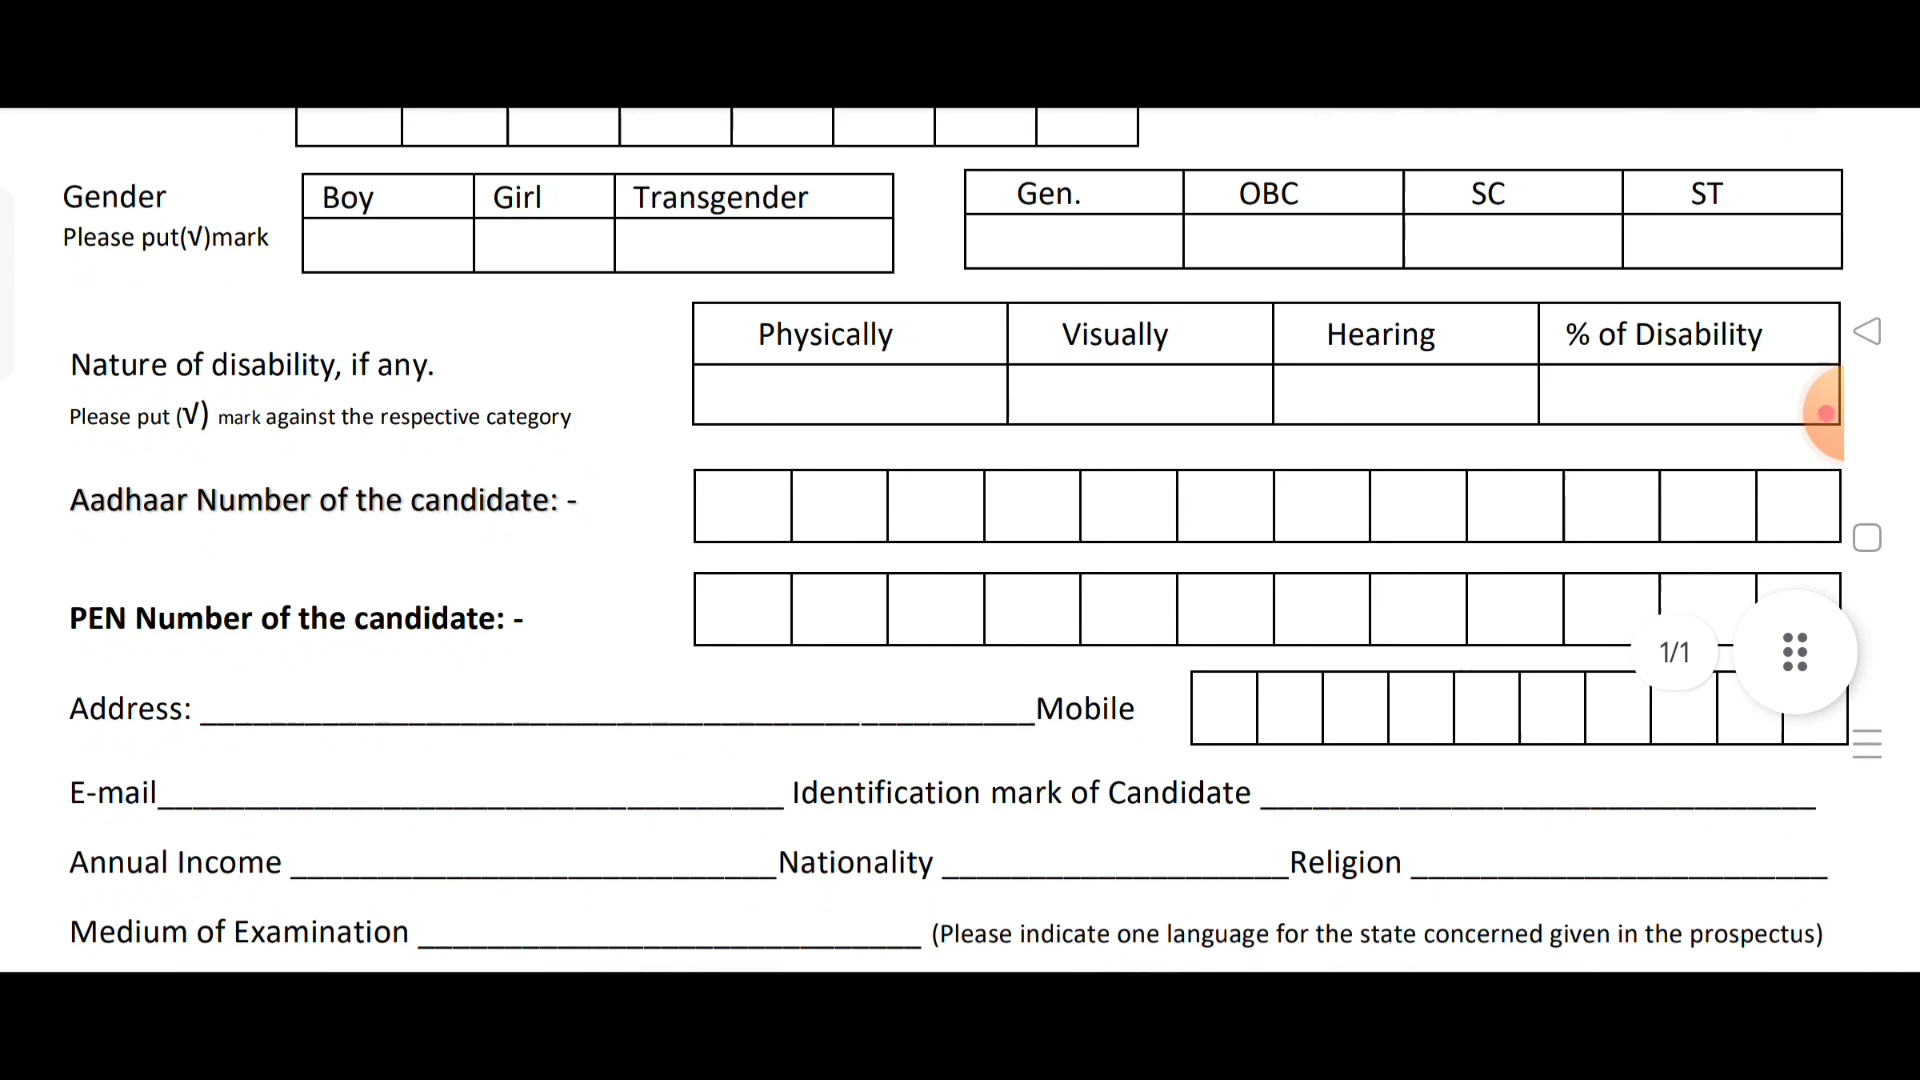 Gender Boy Girl Transgender Gen. OBC SC ST
Please put(√)mark
Physically Visually Hearing % of Disability
Nature of disability, if any.
Please put (√) mark against the respective category
Aadhaar Number of the candidate: -
PEN Number of the candidate: -
1/1
Address: Mobile
E-mail Identification mark of Candidate
Annual Income Nationality Religion
Medium of Examination (Please indicate one language for the state concerned given in the prospectus)